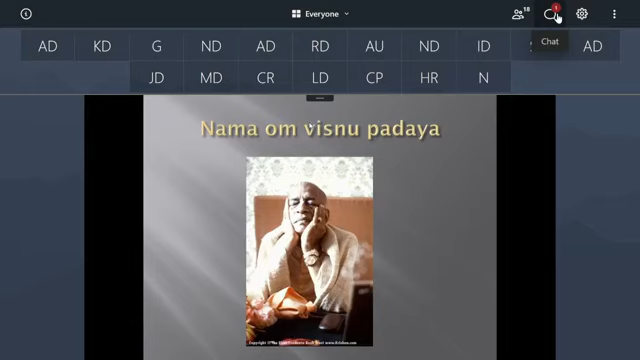 Everyone
18
1
Chat
AD KD G ND AD RD AU ND ID AD
JD MD CR LD CP HR N
Nama om visnu padaya